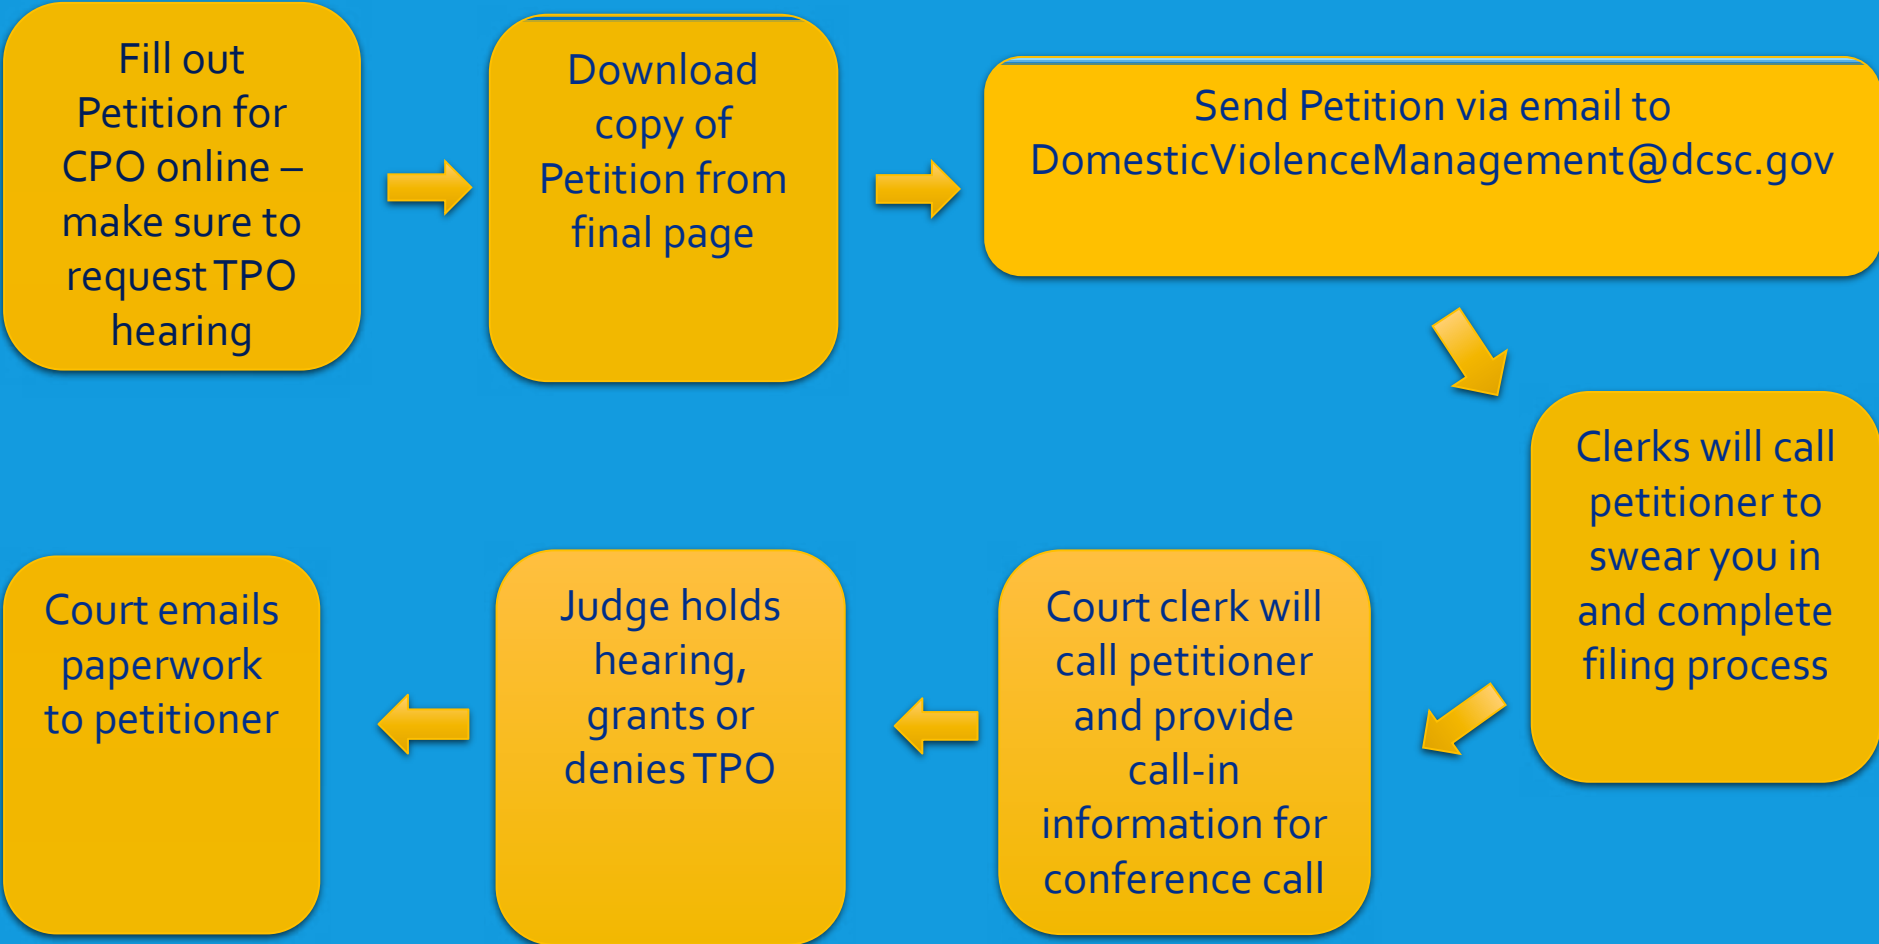 Fill out
Petition for
CPO online –
make sure to
request TPO
hearing
Download
copy of
Petition from
final page
Send Petition via email to
DomesticViolenceManagement@dcsc.gov
Clerks will call
petitioner to
swear you in
and complete
filing process
Court clerk will
call petitioner
and provide
call-in
information for
conference call
Judge holds
hearing,
grants or
denies TPO
Court emails
paperwork
to petitioner